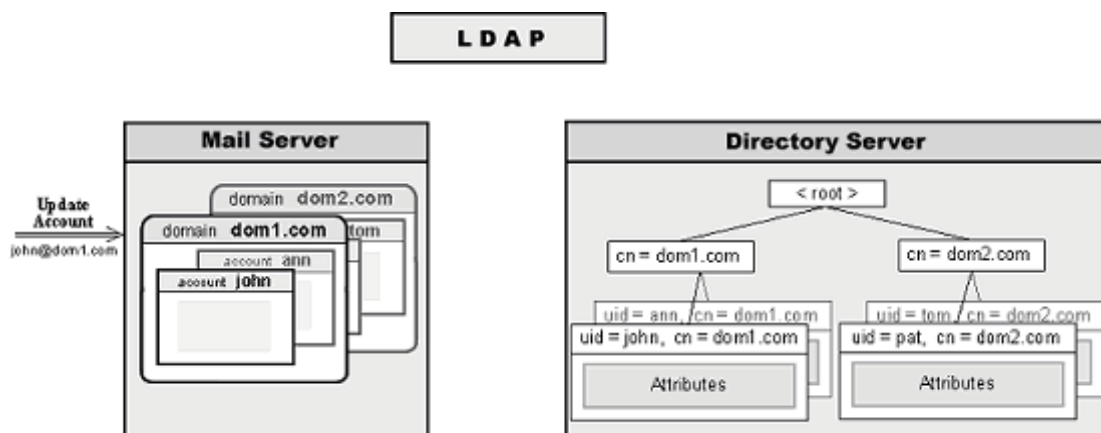 LDAP
Mail Server
Update
Account
john@dom1.com
domain dom2.com
tom
domain dom1.com
account ann
account john
Directory Server
< root >
cn = dom1.com
cn = dom2.com
uid = ann, cn = dom1.com
uid = john, cn = dom1.com
Attributes
uid = tom, cn = dom2.com
uid = pat, cn = dom2.com
Attributes